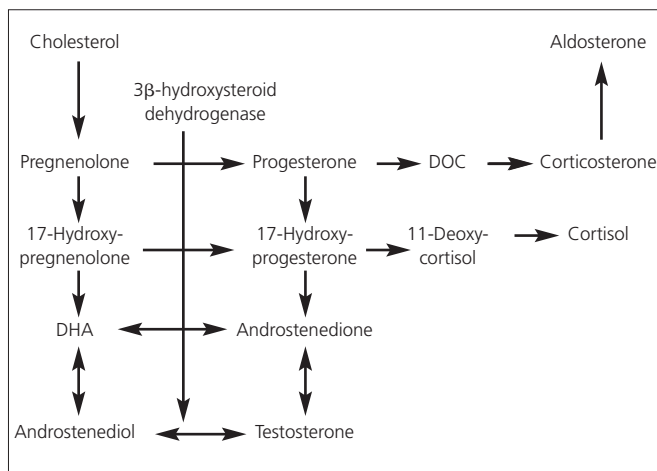 Cholesterol
Aldosterone
3β-hydroxysteroid
dehydrogenase
Pregnenolone
Progesterone
DOC
Corticosterone
17-Hydroxy-
pregnenolone
17-Hydroxy-
progesterone
11-Deoxy-
cortisol
Cortisol
DHA
Androstenedione
Androstenediol
Testosterone